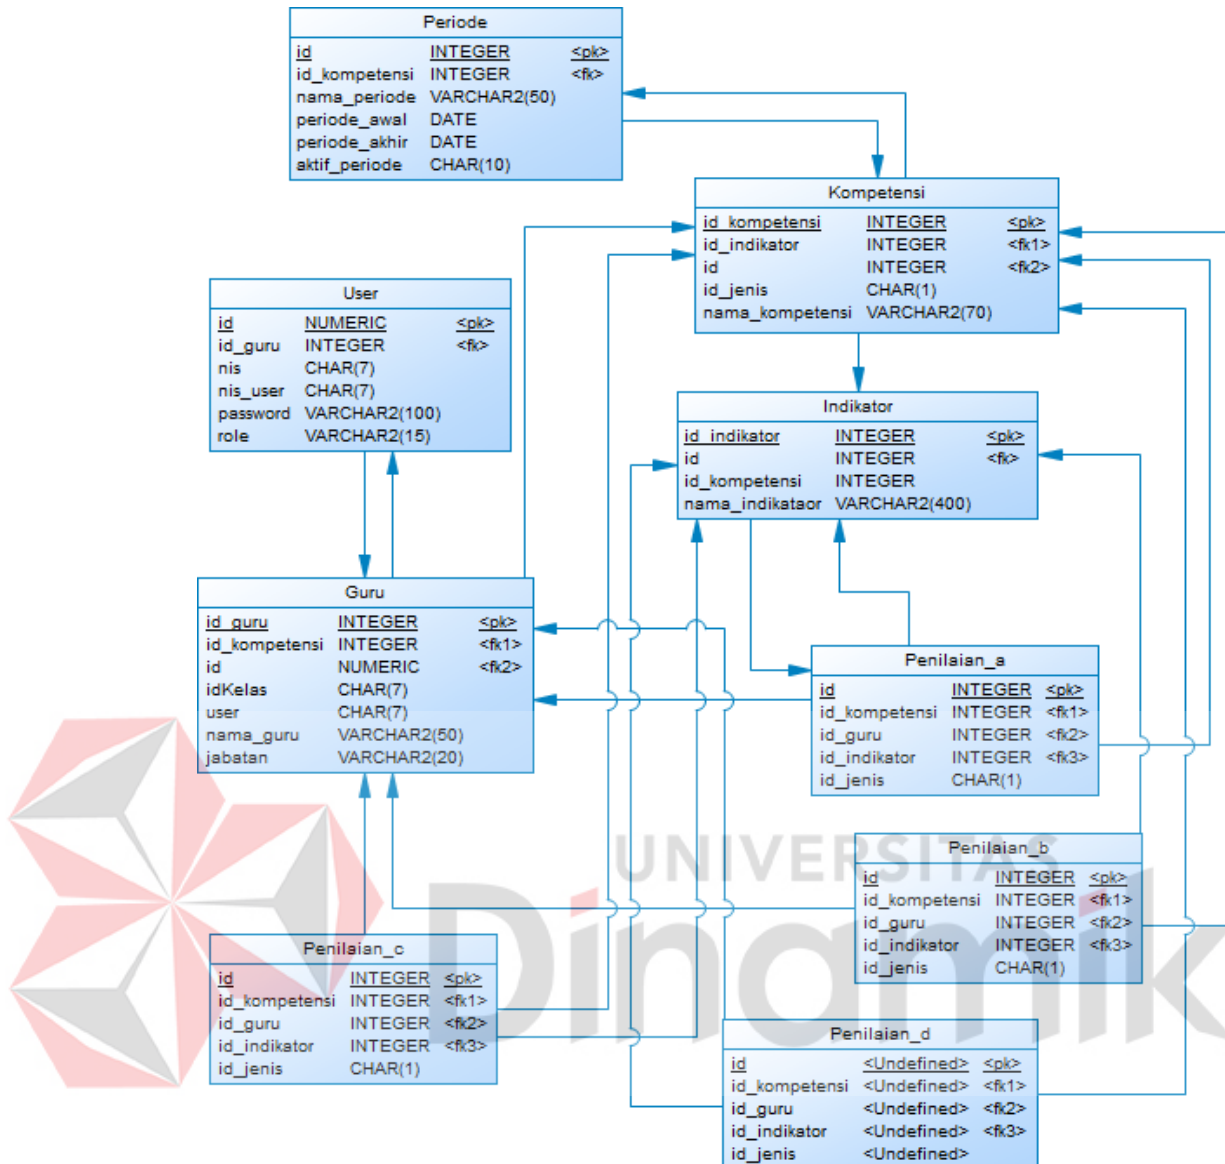 Periode
id INTEGER <pk>
id_kompetensi INTEGER <fk>
nama_periode VARCHAR2(50)
periode_awal DATE
periode_akhir DATE
aktif_periode CHAR(10)
Kompetensi
id_kompetensi INTEGER <pk>
id_indikator INTEGER <fk1>
id INTEGER <fk2>
id_jenis CHAR(1)
nama_kompetensi VARCHAR2(70)
User
id NUMERIC <pk>
id_guru INTEGER <fk>
nis CHAR(7)
nis_user CHAR(7)
password VARCHAR2(100)
role VARCHAR2(15)
Indikator
id_indikator INTEGER <pk>
id INTEGER <fk>
id_kompetensi INTEGER
nama_indikataor VARCHAR2(400)
Guru
id_guru INTEGER <pk>
id_kompetensi INTEGER <fk1>
id NUMERIC <fk2>
idKelas CHAR(7)
user CHAR(7)
nama_guru VARCHAR2(50)
jabatan VARCHAR2(20)
Penilaian_a
id INTEGER <pk>
id_kompetensi INTEGER <fk1>
id_guru INTEGER <fk2>
id_indikator INTEGER <fk3>
id_jenis CHAR(1)
Penilaian_b
id INTEGER <pk>
id_kompetensi INTEGER <fk1>
id_guru INTEGER <fk2>
id_indikator INTEGER <fk3>
id_jenis CHAR(1)
Penilaian_c
id INTEGER <pk>
id_kompetensi INTEGER <fk1>
id_guru INTEGER <fk2>
id_indikator INTEGER <fk3>
id_jenis CHAR(1)
Penilaian_d
id <Undefined> <pk>
id_kompetensi <Undefined> <fk1>
id_guru <Undefined> <fk2>
id_indikator <Undefined> <fk3>
id_jenis <Undefined>
UNIVERSITAS
Dinamik